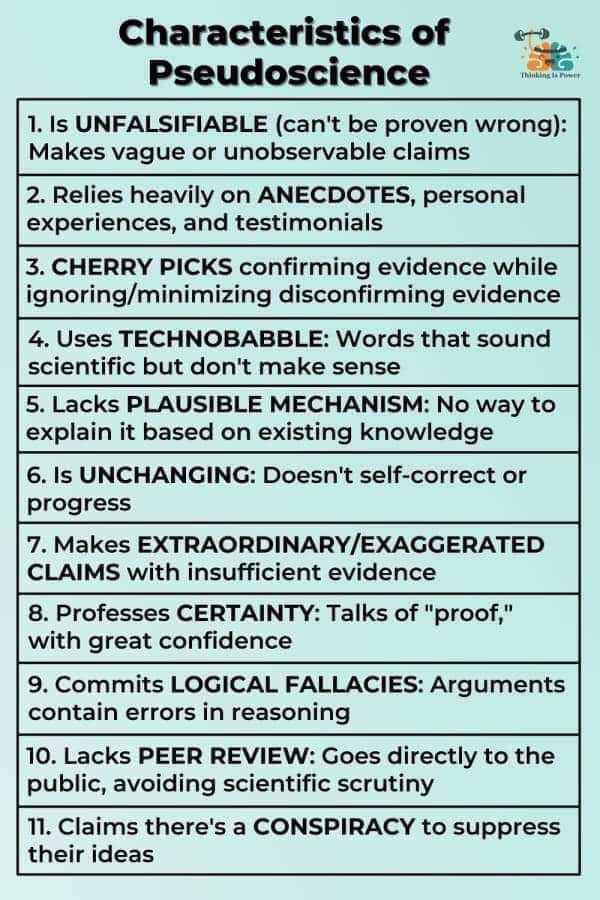 Characteristics of
Pseudoscience
Thinking Is Power
1. Is UNFALSIFIABLE (can't be proven wrong):
Makes vague or unobservable claims
2. Relies heavily on ANECDOTES, personal
experiences, and testimonials
3. CHERRY PICKS confirming evidence while
ignoring/minimizing disconfirming evidence
4. Uses TECHNOBABBLE: Words that sound
scientific but don't make sense
5. Lacks PLAUSIBLE MECHANISM: No way to
explain it based on existing knowledge
6. Is UNCHANGING: Doesn't self-correct or
progress
7. Makes EXTRAORDINARY/EXAGGERATED
CLAIMS with insufficient evidence
8. Professes CERTAINTY: Talks of "proof,"
with great confidence
9. Commits LOGICAL FALLACIES: Arguments
contain errors in reasoning
10. Lacks PEER REVIEW: Goes directly to the
public, avoiding scientific scrutiny
11. Claims there's a CONSPIRACY to suppress
their ideas